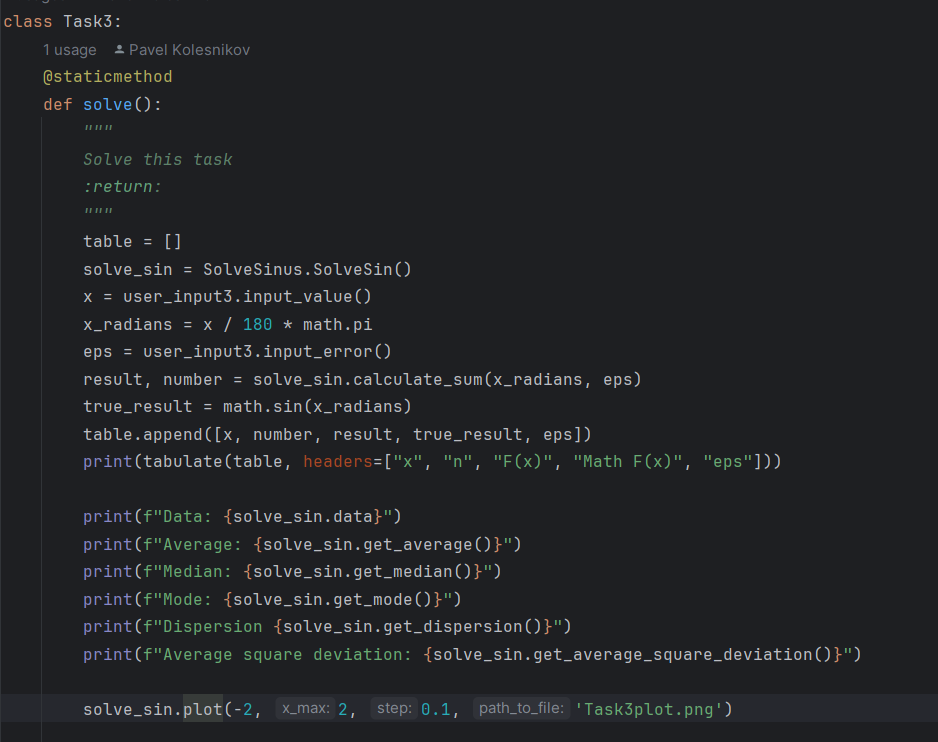 class Task3:
1 usage Pavel Kolesnikov
@staticmethod
def solve():
"""
Solve this task
:return:
"""
table = []
solve_sin = SolveSinus.SolveSin()
x = user_input3.input_value()
x_radians = x / 180 * math.pi
eps = user_input3.input_error()
result, number = solve_sin.calculate_sum(x_radians, eps)
true_result = math.sin(x_radians)
table.append([x, number, result, true_result, eps])
print(tabulate(table, headers=["x", "n", "F(x)", "Math F(x)", "eps"]))
print(f"Data: {solve_sin.data}")
print(f"Average: {solve_sin.get_average()}")
print(f"Median: {solve_sin.get_median()}")
print(f"Mode: {solve_sin.get_mode()}")
print(f"Dispersion {solve_sin.get_dispersion()}")
print(f"Average square deviation: {solve_sin.get_average_square_deviation()}")
solve_sin.plot(-2, x_max: 2, step: 0.1, path_to_file: 'Task3plot.png')